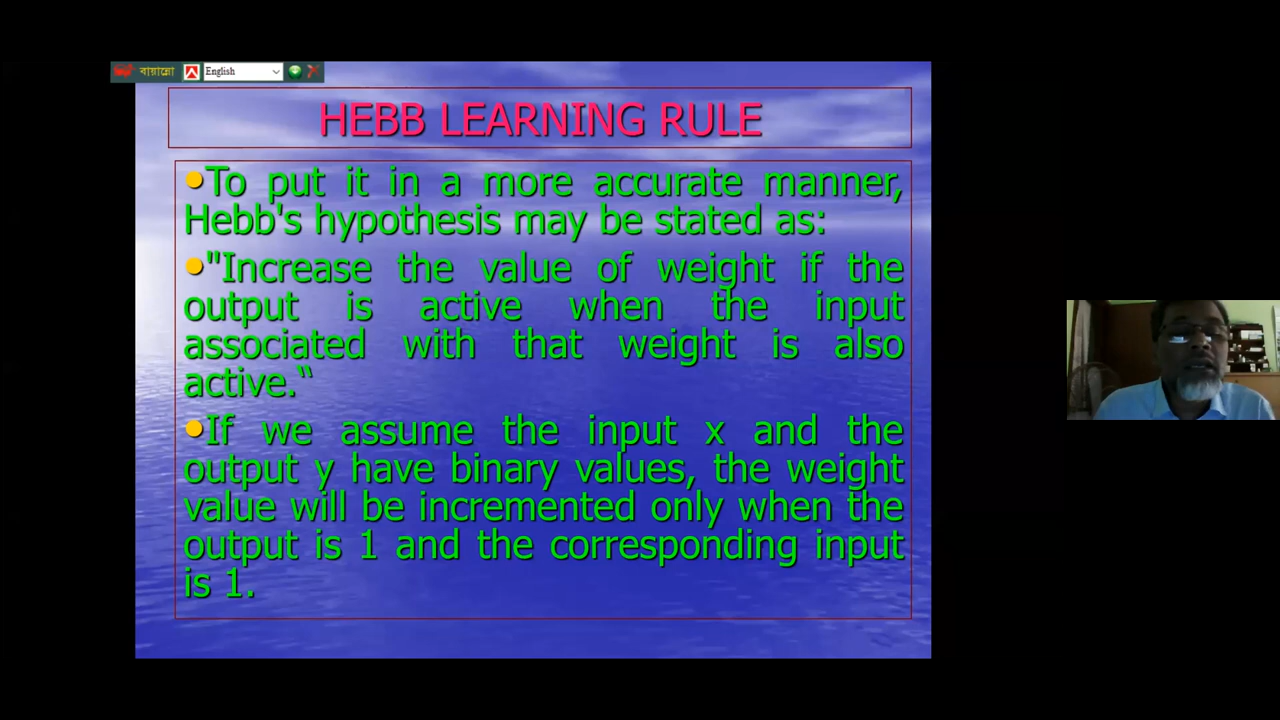 বায়ান্নো English
HEBB LEARNING RULE
•To put it in a more accurate manner,
Hebb's hypothesis may be stated as:
•"Increase the value of weight if the
output is active when the input
associated with that weight is also
active.“
•If we assume the input x and the
output y have binary values, the weight
value will be incremented only when the
output is 1 and the corresponding input
is 1.